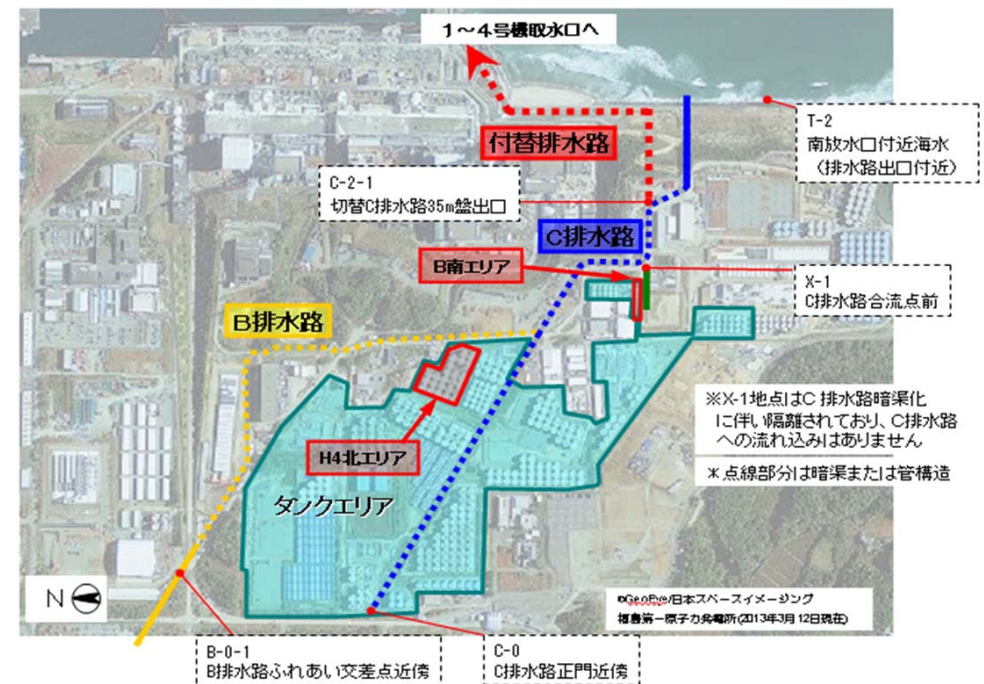 1～4号機取水口へ
付替排水路
T-2
南放水口付近海水
(排水路出口付近)
C-2-1
切替C排水路35m盤出口
C排水路
B南エリア
X-1
C排水路合流点前
B排水路
※X-1地点はC 排水路暗渠化
に伴い隔離されており、C排水路
への流れ込みはありません
H4北エリア
＊点線部分は暗渠または管構造
タンクエリア
N
©GeoEye/日本スペースイメージング
福島第一原子力発電所(2013年3月12日現在)
B-0-1
B排水路ふれあい交差点近傍
C-0
C排水路正門近傍